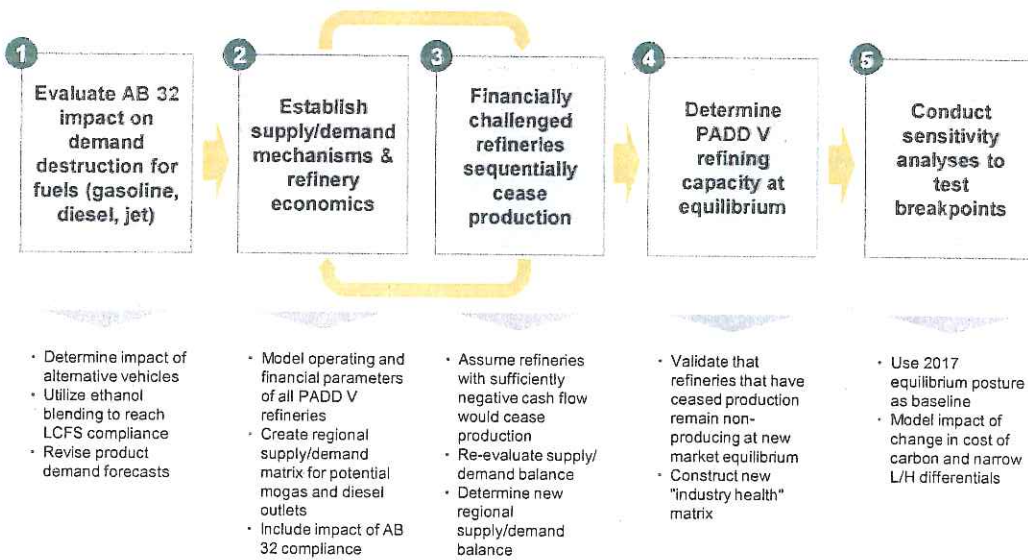 1
Evaluate AB 32
impact on
demand
destruction for
fuels (gasoline,
diesel, jet)
2
Establish
supply/demand
mechanisms &
refinery
economics
3
Financially
challenged
refineries
sequentially
cease
production
4
Determine
PADD V
refining
capacity at
equilibrium
5
Conduct
sensitivity
analyses to
test
breakpoints
· Determine impact of
alternative vehicles
· Utilize ethanol
blending to reach
LCFS compliance
· Revise product
demand forecasts
· Model operating and
financial parameters
of all PADD V
refineries
· Create regional
supply/demand
matrix for potential
mogas and diesel
outlets
· Include impact of AB
32 compliance
· Assume refineries
with sufficiently
negative cash flow
would cease
production
· Re-evaluate supply/
demand balance
· Determine new
regional
supply/demand
balance
· Validate that
refineries that have
ceased production
remain non-
producing at new
market equilibrium
· Construct new
"industry health"
matrix
· Use 2017
equilibrium posture
as baseline
· Model impact of
change in cost of
carbon and narrow
L/H differentials